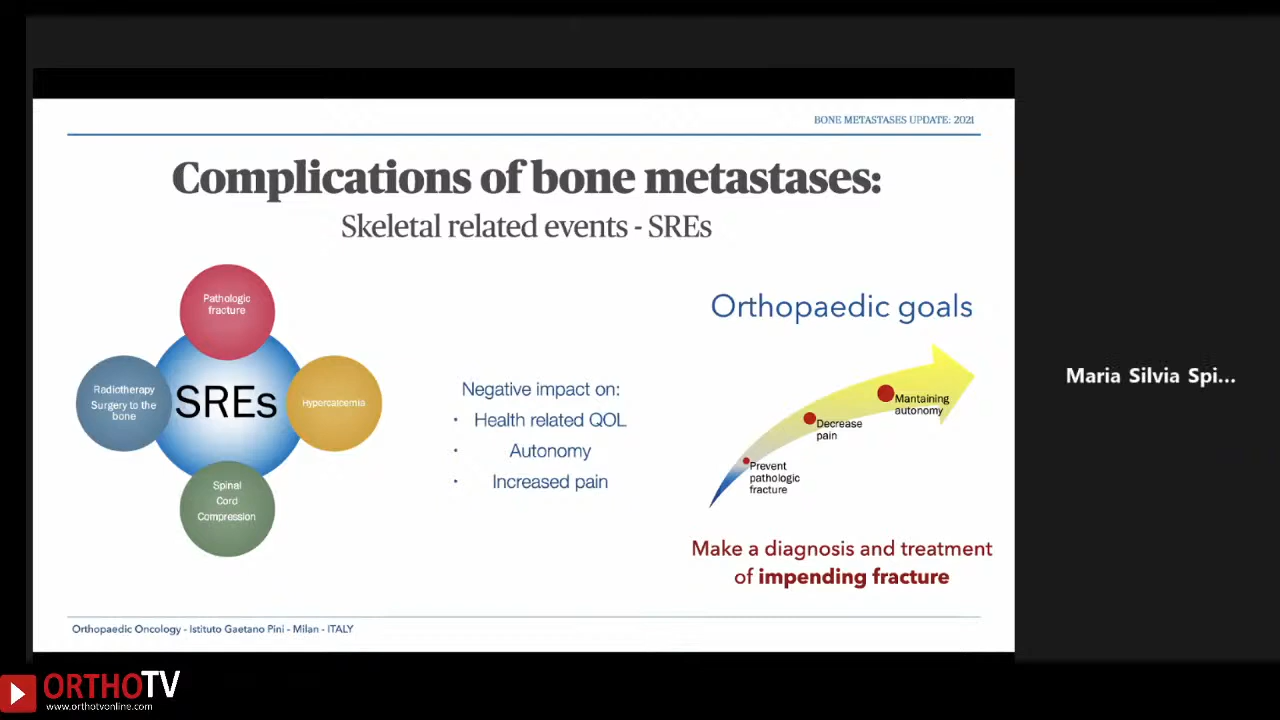 BONE METASTASES UPDATE: 2021
Complications of bone metastases:
Skeletal related events - SREs
Pathologic
fracture
Radiotherapy
Surgery to the
bone
SREs
Hypercalcemia
Spinal
Cord
Compression
Negative impact on:
• Health related QOL
• Autonomy
• Increased pain
Orthopaedic goals
Mantaining
autonomy
Decrease
pain
Prevent
pathologic
fracture
Make a diagnosis and treatment
of impending fracture
Orthopaedic Oncology - Istituto Gaetano Pini - Milan - ITALY
Maria Silvia Spi...
ORTHOTV
www.orthotvonline.com